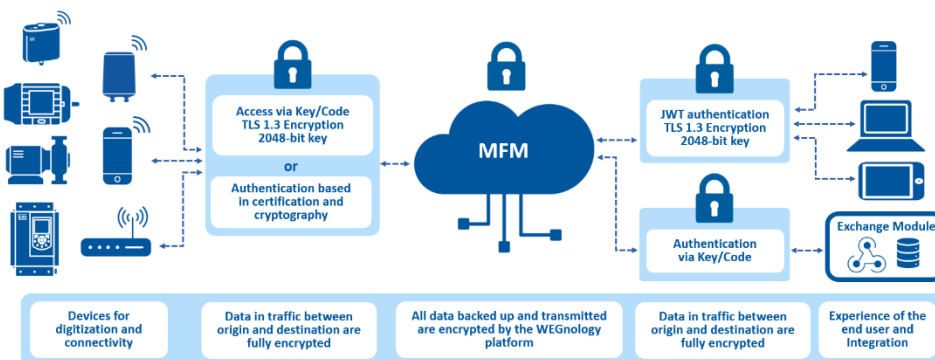 Access via Key/Code
TLS 1.3 Encryption
2048-bit key
or
Authentication based
in certification and
cryptography
MFM
JWT authentication
TLS 1.3 Encryption
2048-bit key
Authentication
via Key/Code
Exchange Module
Devices for
digitization and
connectivity
Data in traffic between
origin and destination are
fully encrypted
All data backed up and transmitted
are encrypted by the WEGnology
platform
Data in traffic between
origin and destination are
fully encrypted
Experience of the
end user and
Integration